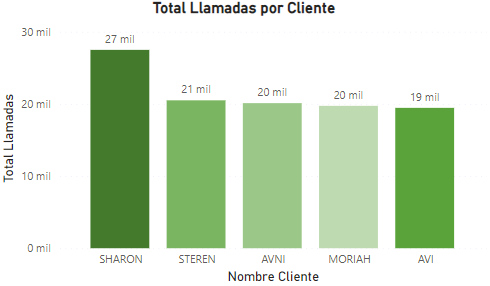 Total Llamadas por Cliente
30 mil
20 mil
10 mil
0 mil
Total Llamadas
27 mil
21 mil
20 mil
20 mil
19 mil
SHARON
STEREN
AVNI
MORIAH
AVI
Nombre Cliente